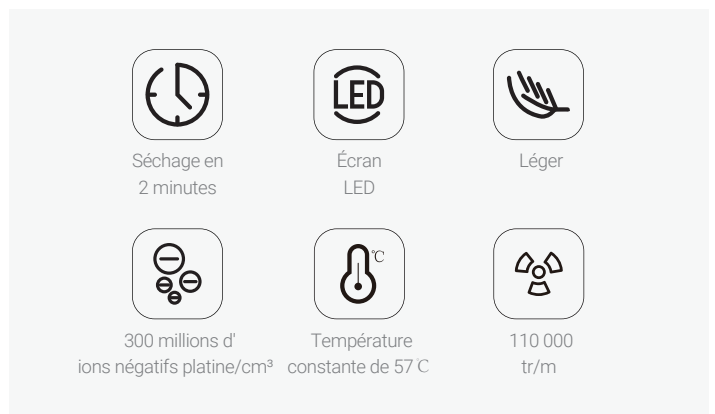 LED
Séchage en
2 minutes
Écran
LED
Léger
℃
300 millions d'
ions négatifs platine/cm³
Température
constante de 57℃
110 000
tr/m